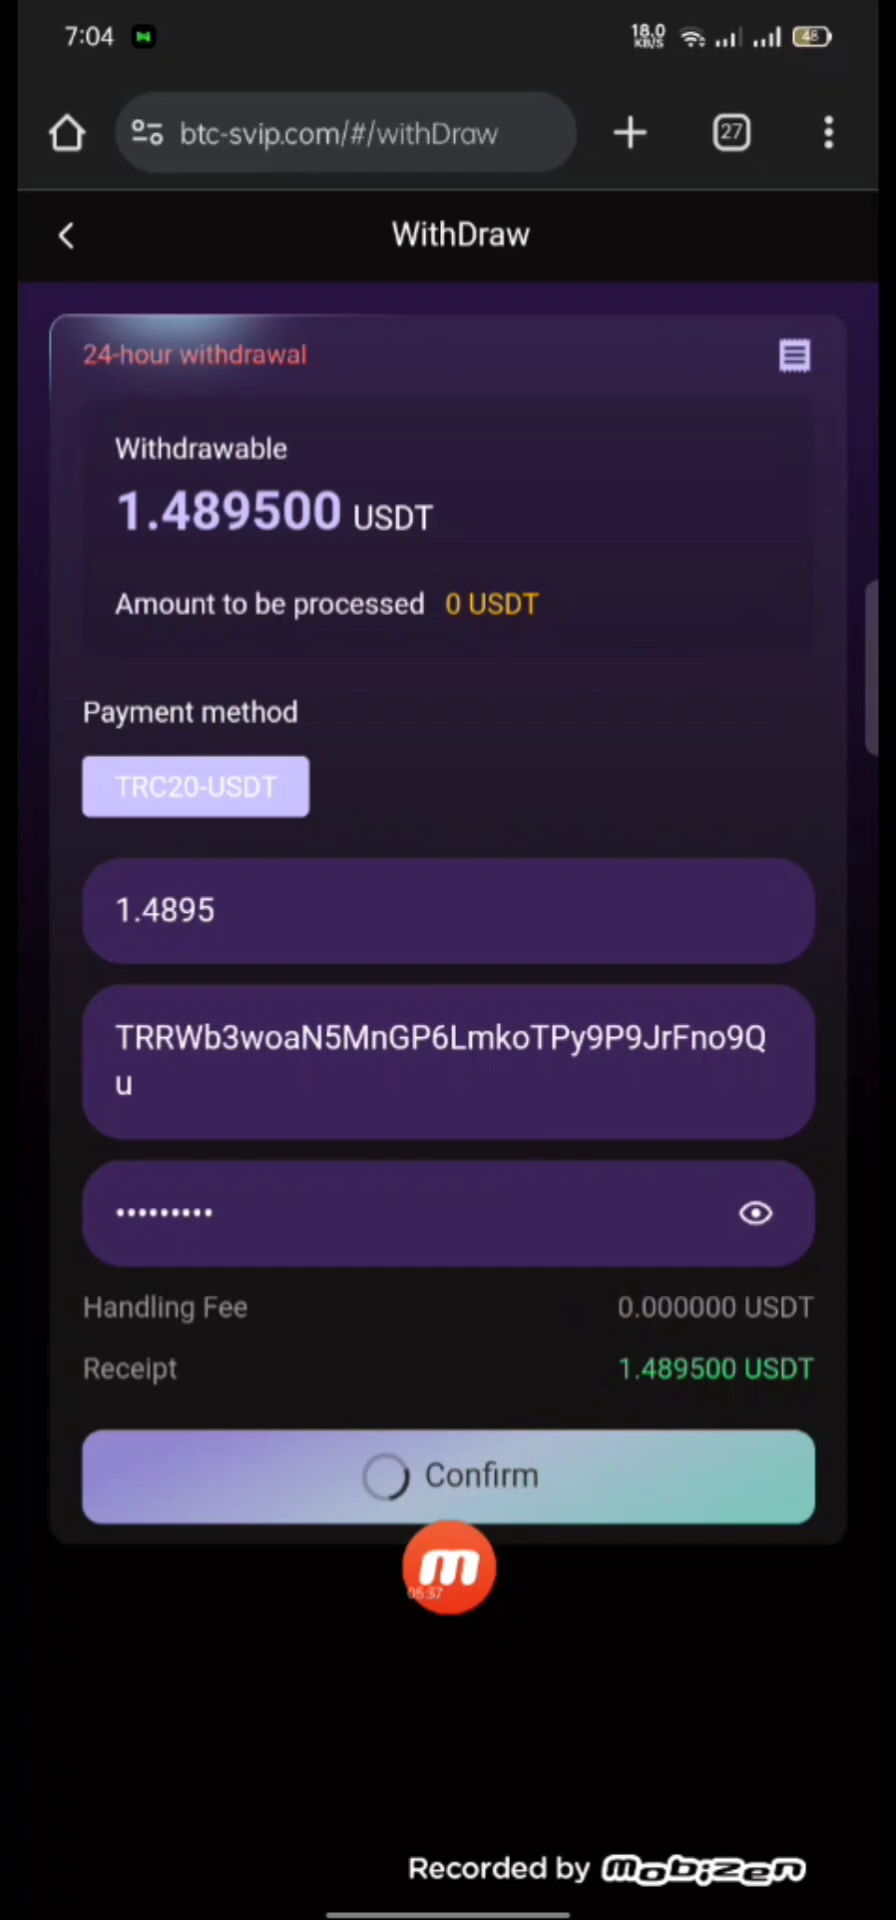 7:04
18.0
KB/S
48
btc-svip.com/#/withDraw
27
WithDraw
24-hour withdrawal
Withdrawable
1.489500 USDT
Amount to be processed 0 USDT
Payment method
TRC20-USDT
1.4895
TRRWb3woaN5MnGP6LmkoTPy9P9JrFno9Q
u
•••••••••
Handling Fee 0.000000 USDT
Receipt 1.489500 USDT
Confirm
m
05:57
Recorded by mobizen